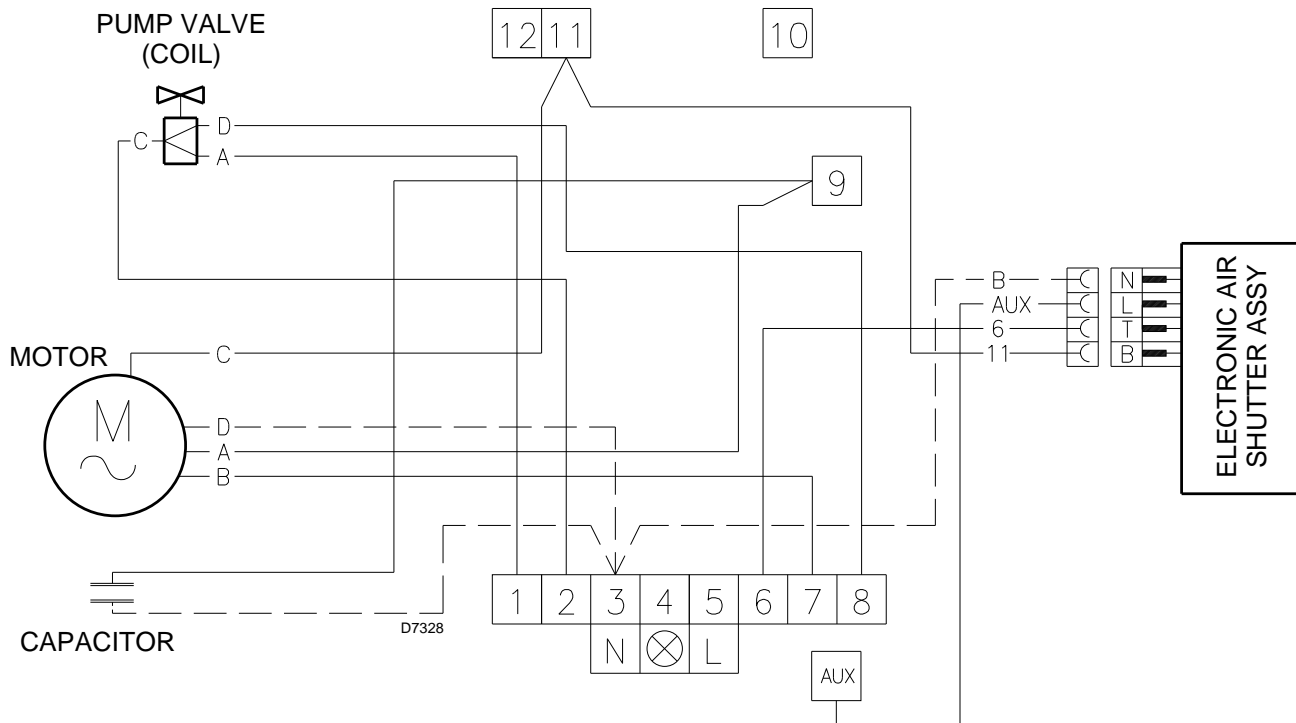 PUMP VALVE
(COIL)
12 11
10
D
C
A
9
B
N
AUX
L
6
T
11
B
ELECTRONIC AIR
SHUTTER ASSY
MOTOR
C
M
D
A
B
1 2 3 4 5 6 7 8
N L
CAPACITOR
D7328
AUX